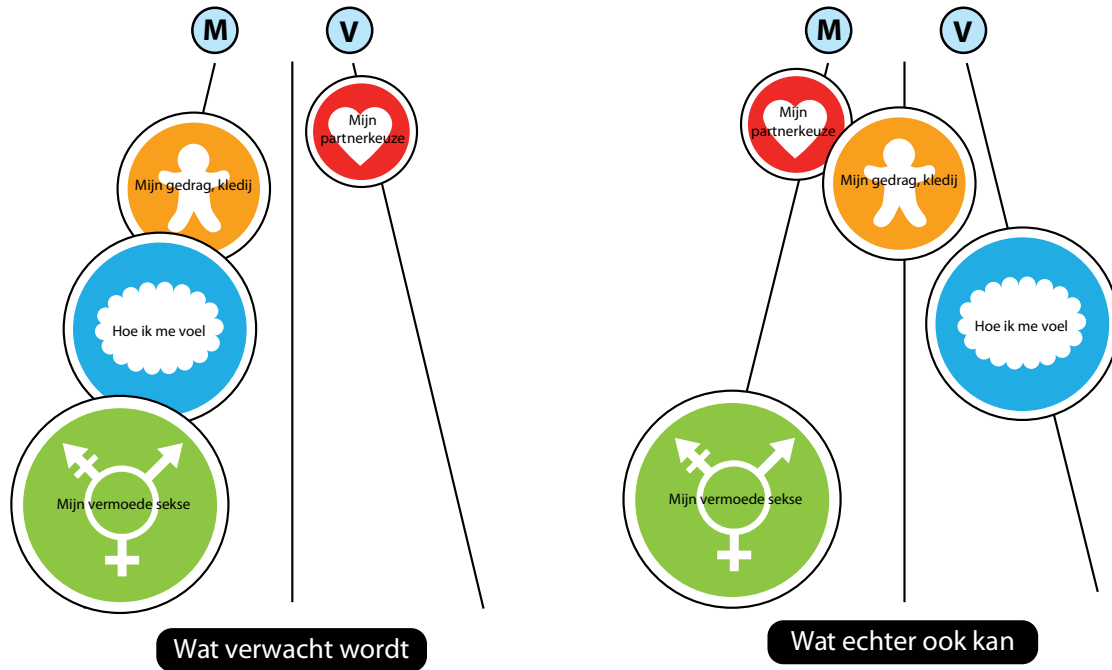 M
V
Mijn
partnerkeuze
Mijn gedrag, kledij
Hoe ik me voel
Mijn vermoede sekse
Wat verwacht wordt
M
V
Mijn
partnerkeuze
Mijn gedrag, kledij
Hoe ik me voel
Mijn vermoede sekse
Wat echter ook kan